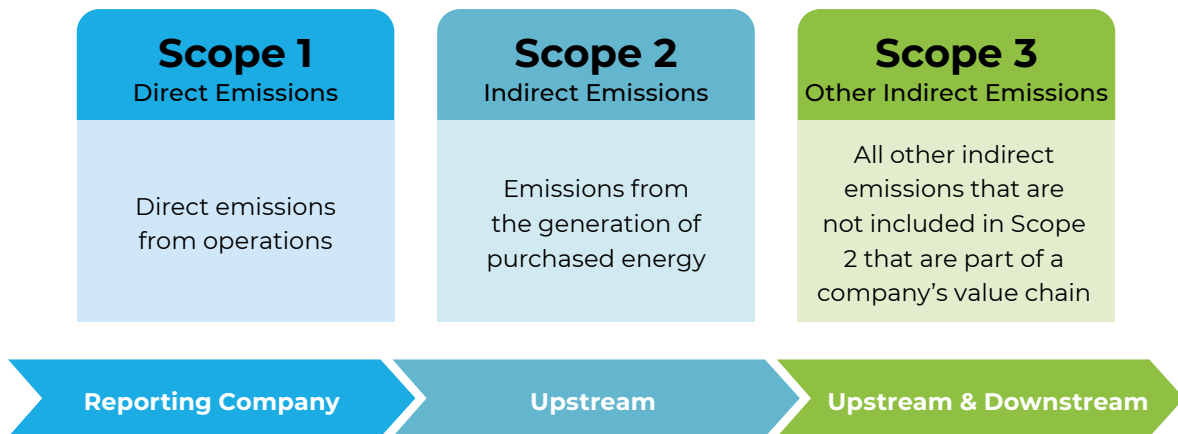 Scope 1
Direct Emissions
Direct emissions
from operations
Scope 2
Indirect Emissions
Emissions from
the generation of
purchased energy
Scope 3
Other Indirect Emissions
All other indirect
emissions that are
not included in Scope
2 that are part of a
company’s value chain
Reporting Company
Upstream
Upstream & Downstream